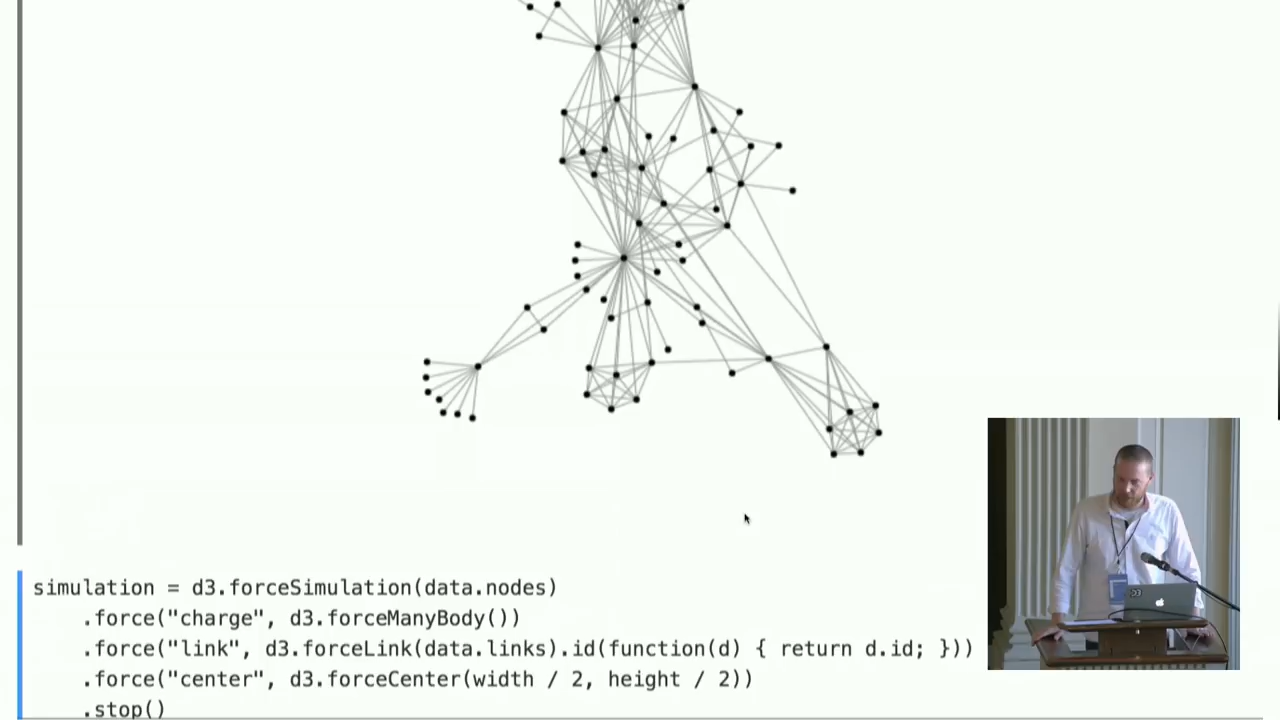 simulation = d3.forceSimulation(data.nodes)
.force("charge", d3.forceManyBody())
.force("link", d3.forceLink(data.links).id(function(d) { return d.id; }))
.force("center", d3.forceCenter(width / 2, height / 2))
.stop()